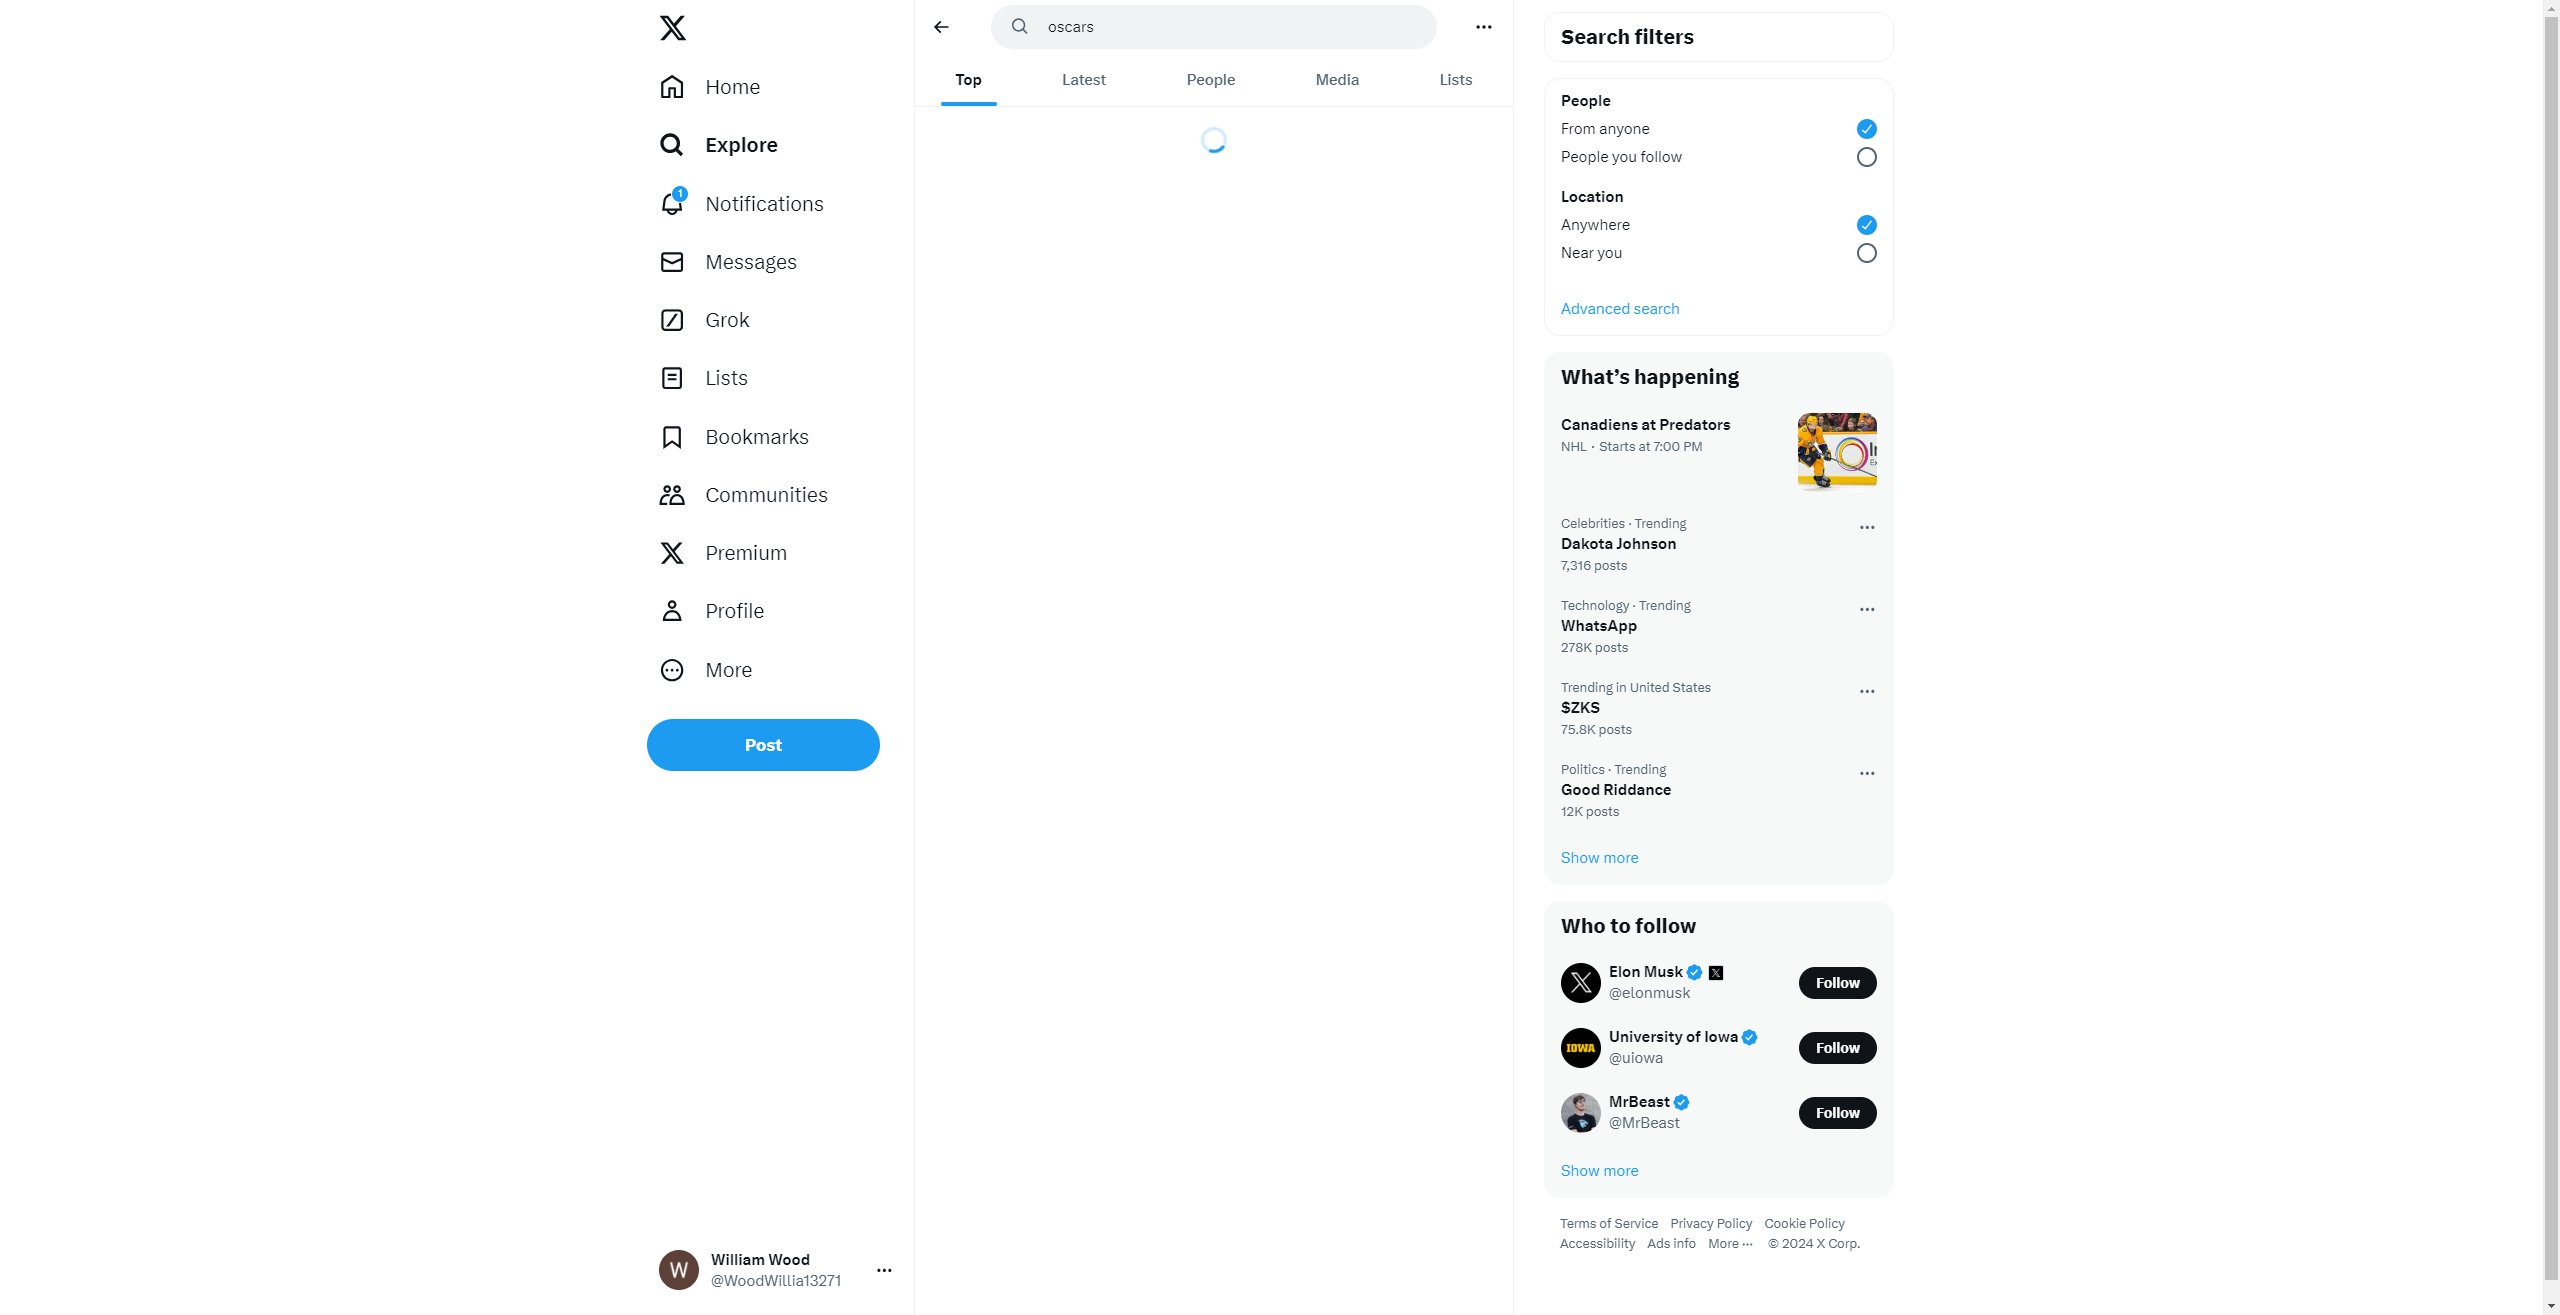 Home
Explore
1
Notifications
Messages
Grok
Lists
Bookmarks
Communities
Premium
Profile
More
Post
W
William Wood
@WoodWillia13271
oscars
Top
Latest
People
Media
Lists
Search filters
People
From anyone
People you follow
Location
Anywhere
Near you
Advanced search
What’s happening
Canadiens at Predators
NHL · Starts at 7:00 PM
Celebrities · Trending
Dakota Johnson
7,316 posts
Technology · Trending
WhatsApp
278K posts
Trending in United States
$ZKS
75.8K posts
Politics · Trending
Good Riddance
12K posts
Show more
Who to follow
Elon Musk
@elonmusk
Follow
IOWA
University of Iowa
@uiowa
Follow
MrBeast
@MrBeast
Follow
Show more
Terms of Service Privacy Policy Cookie Policy
Accessibility Ads info More ··· © 2024 X Corp.